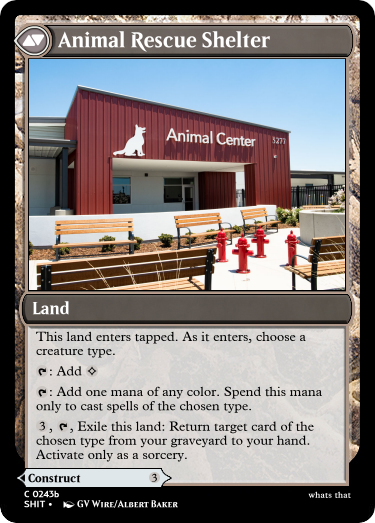 Animal Rescue Shelter
Animal Center
5277
Land
This land enters tapped. As it enters, choose a
creature type.
: Add
: Add one mana of any color. Spend this mana
only to cast spells of the chosen type.
3, , Exile this land: Return target card of the
chosen type from your graveyard to your hand.
Activate only as a sorcery.
Construct 3
C 0243b
SHIT • GV Wire/Albert Baker
whats that